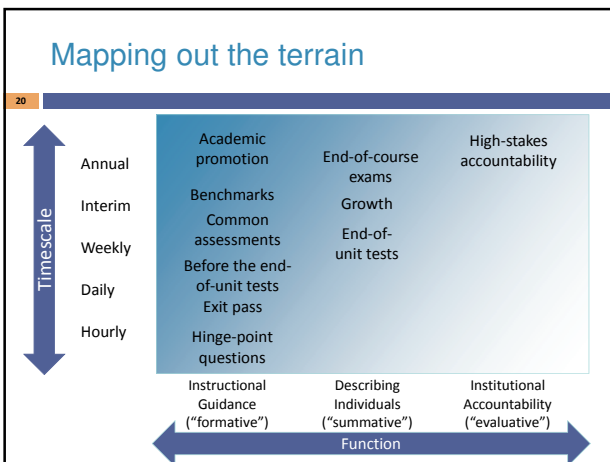 Mapping out the terrain
20
Timescale
Annual
Interim
Weekly
Daily
Hourly
Academic
promotion
Benchmarks
Common
assessments
Before the end-
of-unit tests
Exit pass
Hinge-point
questions
End-of-course
exams
Growth
End-of-
unit tests
High-stakes
accountability
Instructional
Guidance
(“formative”)
Describing
Individuals
(“summative”)
Institutional
Accountability
(“evaluative”)
Function